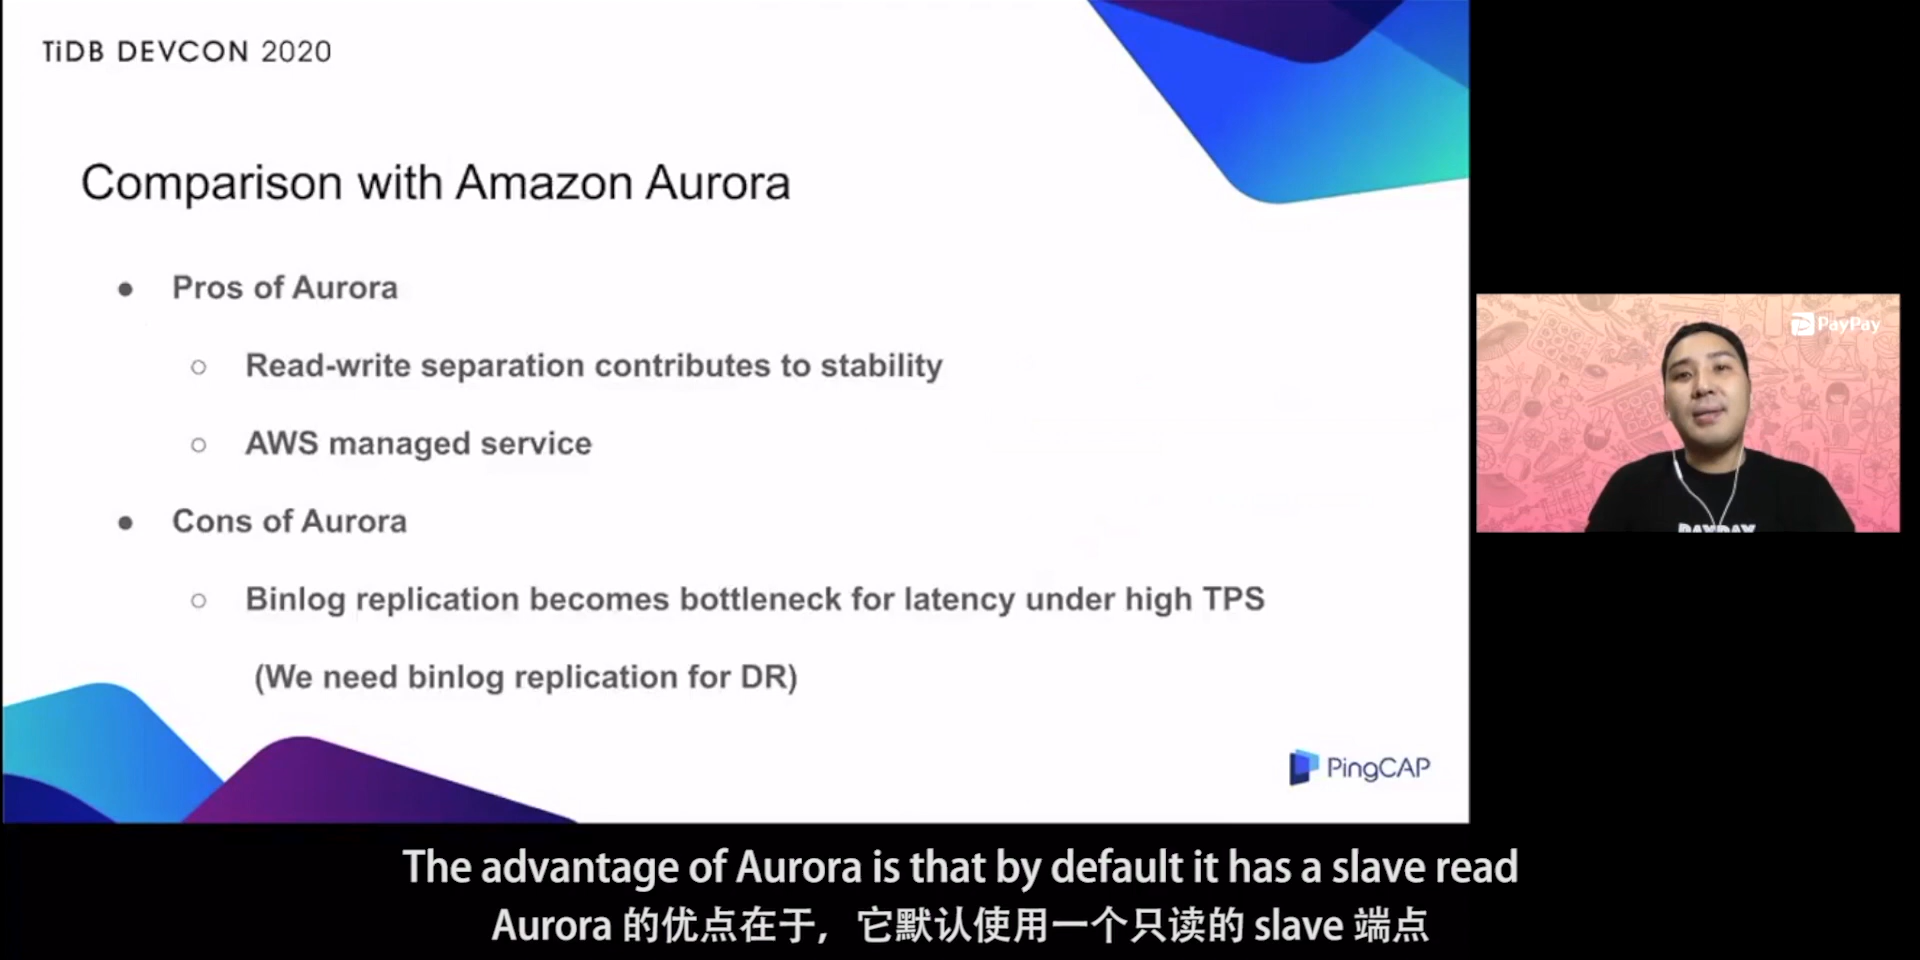 TiDB DEVCON 2020
Comparison with Amazon Aurora
● Pros of Aurora
○ Read-write separation contributes to stability
○ AWS managed service
● Cons of Aurora
○ Binlog replication becomes bottleneck for latency under high TPS
(We need binlog replication for DR)
PingCAP
PayPay
PAYPAY
The advantage of Aurora is that by default it has a slave read
Aurora 的优点在于，它默认使用一个只读的 slave 端点